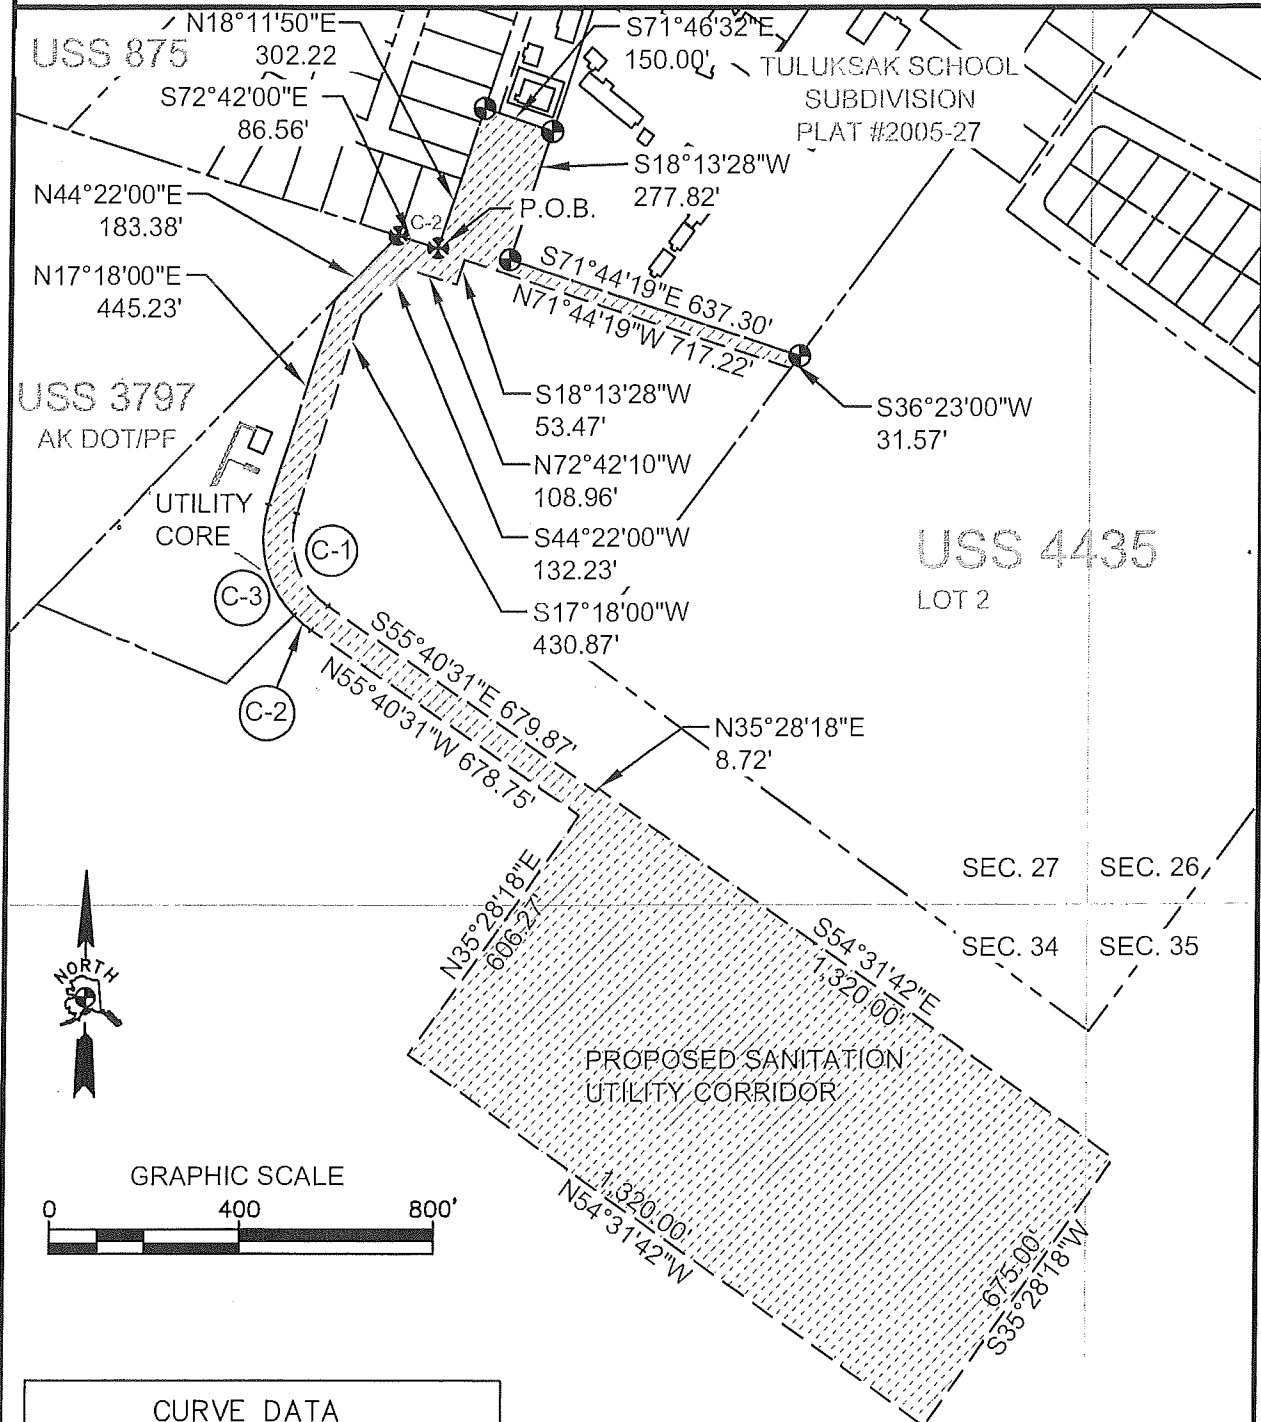 USS 875
N18°11'50"E
302.22
S72°42'00"E
86.56'
N44°22'00"E
183.38'
N17°18'00"E
445.23'
S71°46'32"E
150.00'
TULUKSAK SCHOOL
SUBDIVISION
PLAT #2005-27
S18°13'28"W
277.82'
C-2
P.O.B.
S71°44'19"E 637.30'
N71°44'19"W 717.22'
S36°23'00"W
31.57'
USS 3797
AK DOT/PF
UTILITY
CORE
S18°13'28"W
53.47'
N72°42'10"W
108.96'
S44°22'00"W
132.23'
S17°18'00"W
430.87'
USS 4435
LOT 2
C-1
C-3
C-2
S55°40'31"E 679.87'
N55°40'31"W 678.75'
N35°28'18"E
8.72'
SEC. 27
SEC. 26
SEC. 34
SEC. 35
N35°28'18"E
606.27'
S54°31'42"E
1,320.00'
NORTH
PROPOSED SANITATION
UTILITY CORRIDOR
GRAPHIC SCALE
0 400 800'
1,320.00'
N54°31'42"W
675.00'
S35°28'18"W
CURVE DATA